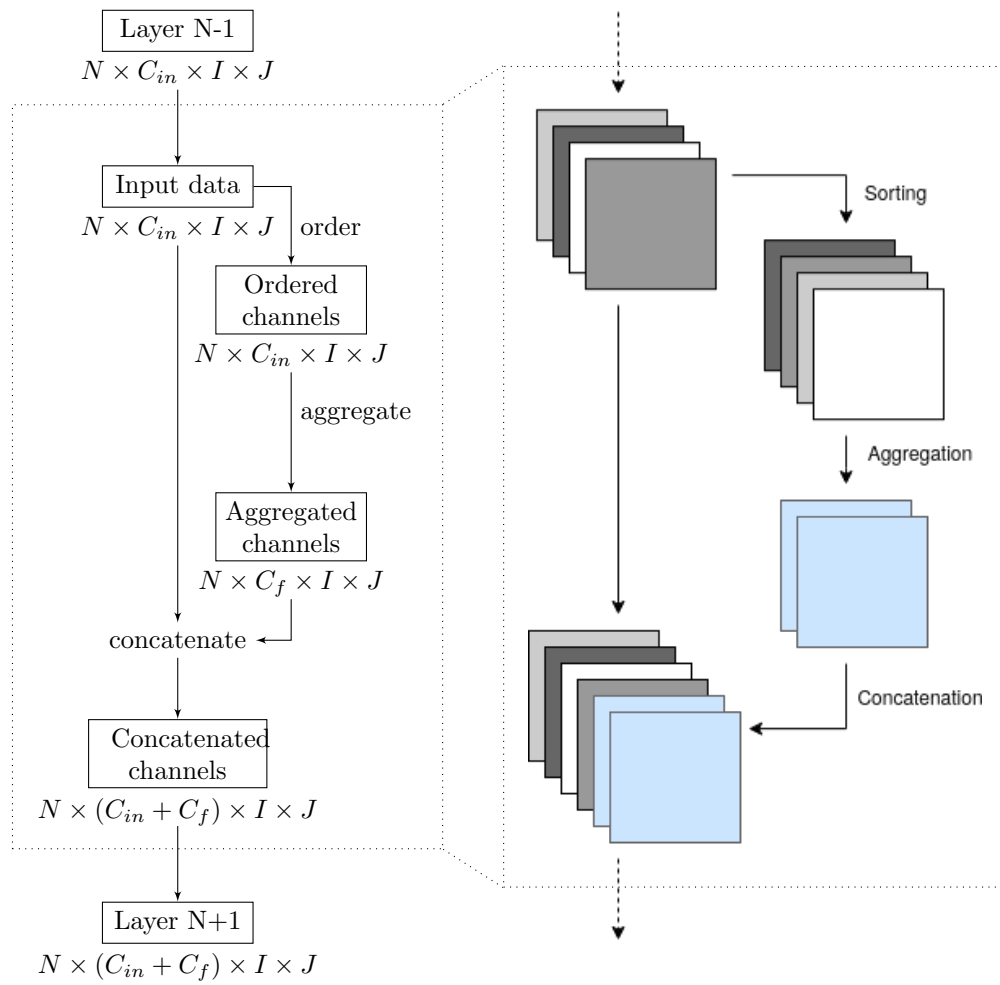 Layer N-1
N × C_in × I × J
Input data
N × C_in × I × J
order
Ordered
channels
N × C_in × I × J
aggregate
Aggregated
channels
N × C_f × I × J
concatenate
Concatenated
channels
N × (C_in + C_f) × I × J
Layer N+1
N × (C_in + C_f) × I × J
Sorting
Aggregation
Concatenation